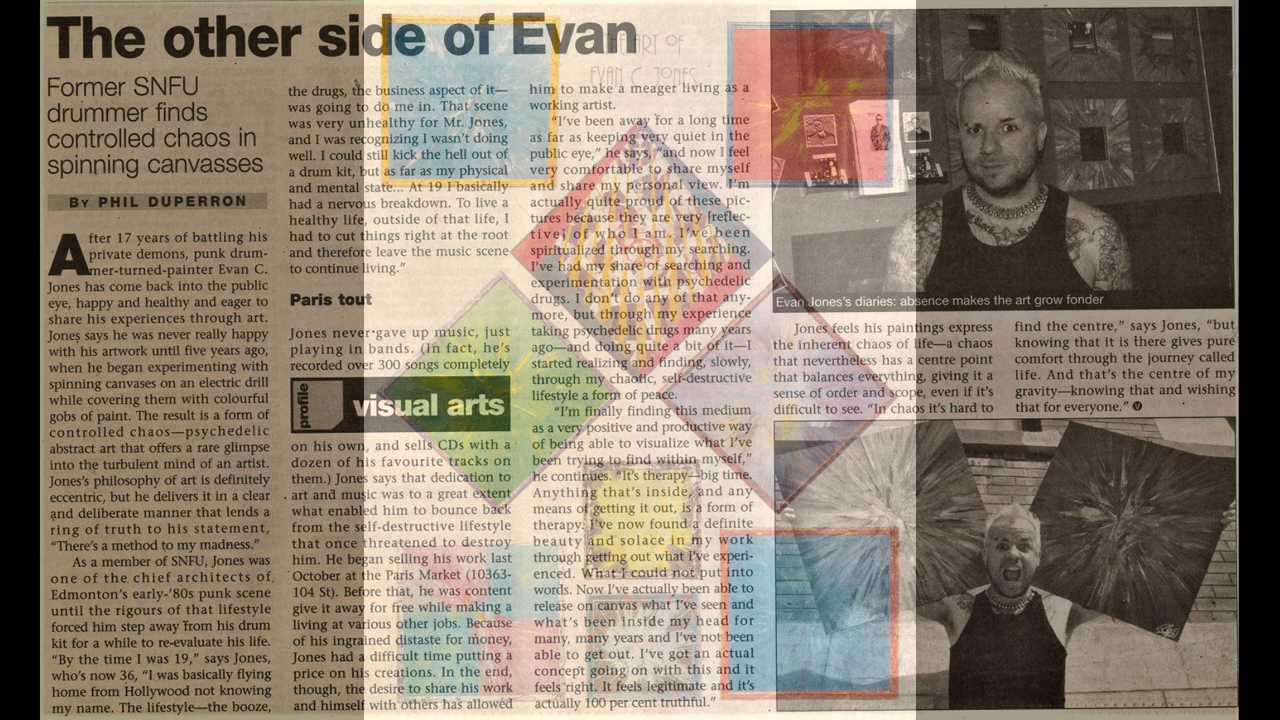 The other side of Evan
THE ART OF
EVAN C. JONES
Former SNFU
drummer finds
controlled chaos in
spinning canvasses
BY PHIL DUPERRON
After 17 years of battling his
private demons, punk drum-
mer-turned-painter Evan C.
Jones has come back into the public
eye, happy and healthy and eager to
share his experiences through art.
Jones says he was never really happy
with his artwork until five years ago,
when he began experimenting with
spinning canvases on an electric drill
while covering them with colourful
gobs of paint. The result is a form of
controlled chaos—psychedelic
abstract art that offers a rare glimpse
into the turbulent mind of an artist.
Jones's philosophy of art is definitely
eccentric, but he delivers it in a clear
and deliberate manner that lends a
ring of truth to his statement,
“There's a method to my madness.”
As a member of SNFU, Jones was
one of the chief architects of
Edmonton's early-'80s punk scene
until the rigours of that lifestyle
forced him step away from his drum
kit for a while to re-evaluate his life.
“By the time I was 19,” says Jones,
who's now 36, “I was basically flying
home from Hollywood not knowing
my name. The lifestyle—the booze,
the drugs, the business aspect of it—
was going to do me in. That scene
was very unhealthy for Mr. Jones,
and I was recognizing I wasn't doing
well. I could still kick the hell out of
a drum kit, but as far as my physical
and mental state... At 19 I basically
had a nervous breakdown. To live a
healthy life, outside of that life, I
had to cut things right at the root
and therefore leave the music scene
to continue living.”
Paris tout
Jones never gave up music, just
playing in bands. (In fact, he's
recorded over 300 songs completely
profile
visual arts
on his own, and sells CDs with a
dozen of his favourite tracks on
them.) Jones says that dedication to
art and music was to a great extent
what enabled him to bounce back
from the self-destructive lifestyle
that once threatened to destroy
him. He began selling his work last
October at the Paris Market (10363-
104 St). Before that, he was content
give it away for free while making a
living at various other jobs. Because
of his ingrained distaste for money,
Jones had a difficult time putting a
price on his creations. In the end,
though, the desire to share his work
and himself with others has allowed
him to make a meager living as a
working artist.
“I've been away for a long time
as far as keeping very quiet in the
public eye,” he says, “and now I feel
very comfortable to share myself
and share my personal view. I'm
actually quite proud of these pic-
tures because they are very [reflec-
tive] of who I am. I've been
spiritualized through my searching.
I've had my share of searching and
experimentation with psychedelic
drugs. I don't do any of that any-
more, but through my experience
taking psychedelic drugs many years
ago—and doing quite a bit of it—I
started realizing and finding, slowly,
through my chaotic, self-destructive
lifestyle a form of peace.
“I'm finally finding this medium
as a very positive and productive way
of being able to visualize what I've
been trying to find within myself,”
he continues. “It's therapy—big time.
Anything that's inside, and any
means of getting it out, is a form of
therapy. I've now found a definite
beauty and solace in my work
through getting out what I've experi-
enced. What I could not put into
words. Now I've actually been able to
release on canvas what I've seen and
what's been inside my head for
many, many years and I've not been
able to get out. I've got an actual
concept going on with this and it
feels right. It feels legitimate and it's
actually 100 per cent truthful.”
Evan Jones's diaries: absence makes the art grow fonder
Jones feels his paintings express
the inherent chaos of life—a chaos
that nevertheless has a centre point
that balances everything, giving it a
sense of order and scope, even if it's
difficult to see. “In chaos it's hard to
find the centre,” says Jones, “but
knowing that it is there gives pure
comfort through the journey called
life. And that's the centre of my
gravity—knowing that and wishing
that for everyone.” V